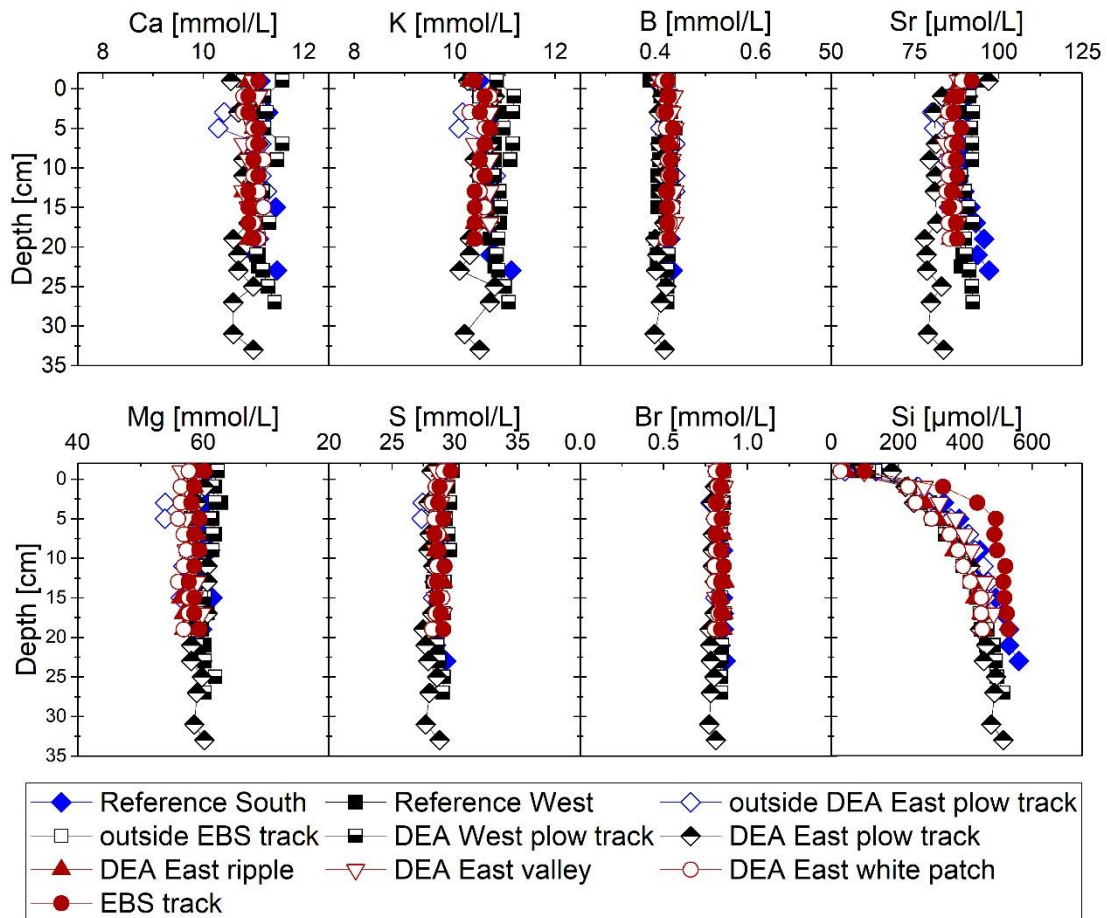 Ca [mmol/L] K [mmol/L] B [mmol/L] Sr [µmol/L]
8 10 12 8 10 12 0.4 0.6 50 75 100 125
0
5
10
15
20
25
30
35
Depth [cm]
Mg [mmol/L] S [mmol/L] Br [mmol/L] Si [µmol/L]
40 60 20 25 30 35 0.0 0.5 1.0 0 200 400 600
0
5
10
15
20
25
30
35
Depth [cm]
Reference South Reference West outside DEA East plow track
outside EBS track DEA West plow track DEA East plow track
DEA East ripple DEA East valley DEA East white patch
EBS track